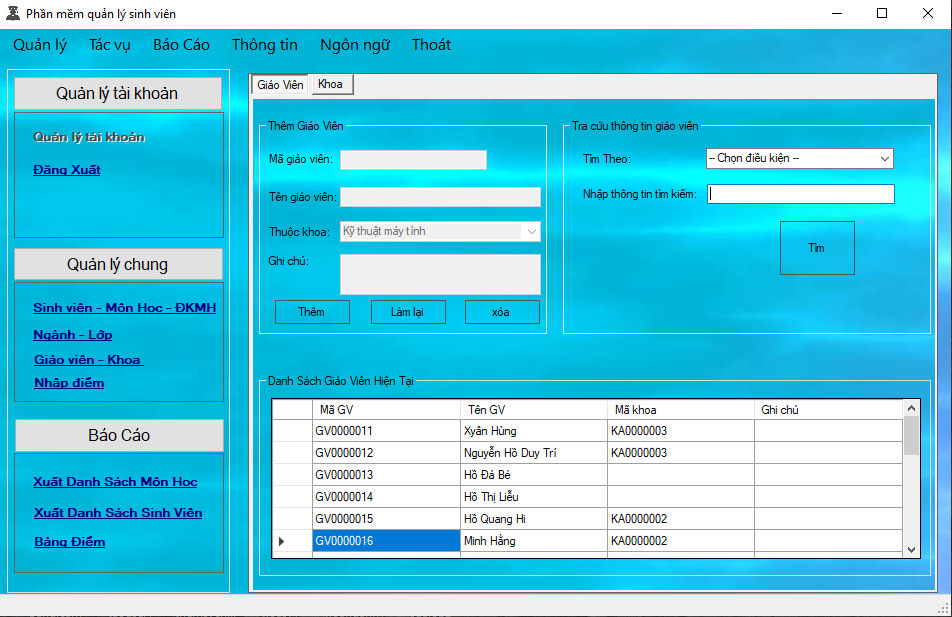 Phần mềm quản lý sinh viên
Quản lý Tác vụ Báo Cáo Thông tin Ngôn ngữ Thoát
Quản lý tài khoản
Quản lý tài khoản
Đăng Xuất
Quản lý chung
Sinh viên - Môn Học - ĐKMH
Ngành - Lớp
Giáo viên - Khoa
Nhập điểm
Báo Cáo
Xuất Danh Sách Môn Học
Xuất Danh Sách Sinh Viên
Bảng Điểm
Giáo Viên Khoa
Thêm Giáo Viên
Mã giáo viên:
Tên giáo viên:
Thuộc khoa: Kỹ thuật máy tính
Ghi chú:
Thêm Làm lại xóa
Tra cứu thông tin giáo viên
Tìm Theo: -- Chọn điều kiện --
Nhập thông tin tìm kiếm:
Tìm
Danh Sách Giáo Viên Hiện Tại
Mã GV Tên GV Mã khoa Ghi chú
GV0000011 Xyân Hùng KA0000003
GV0000012 Nguyễn Hồ Duy Trí KA0000003
GV0000013 Hồ Đá Bé
GV0000014 Hồ Thị Liễu
GV0000015 Hồ Quang Hi KA0000002
GV0000016 Minh Hằng KA0000002